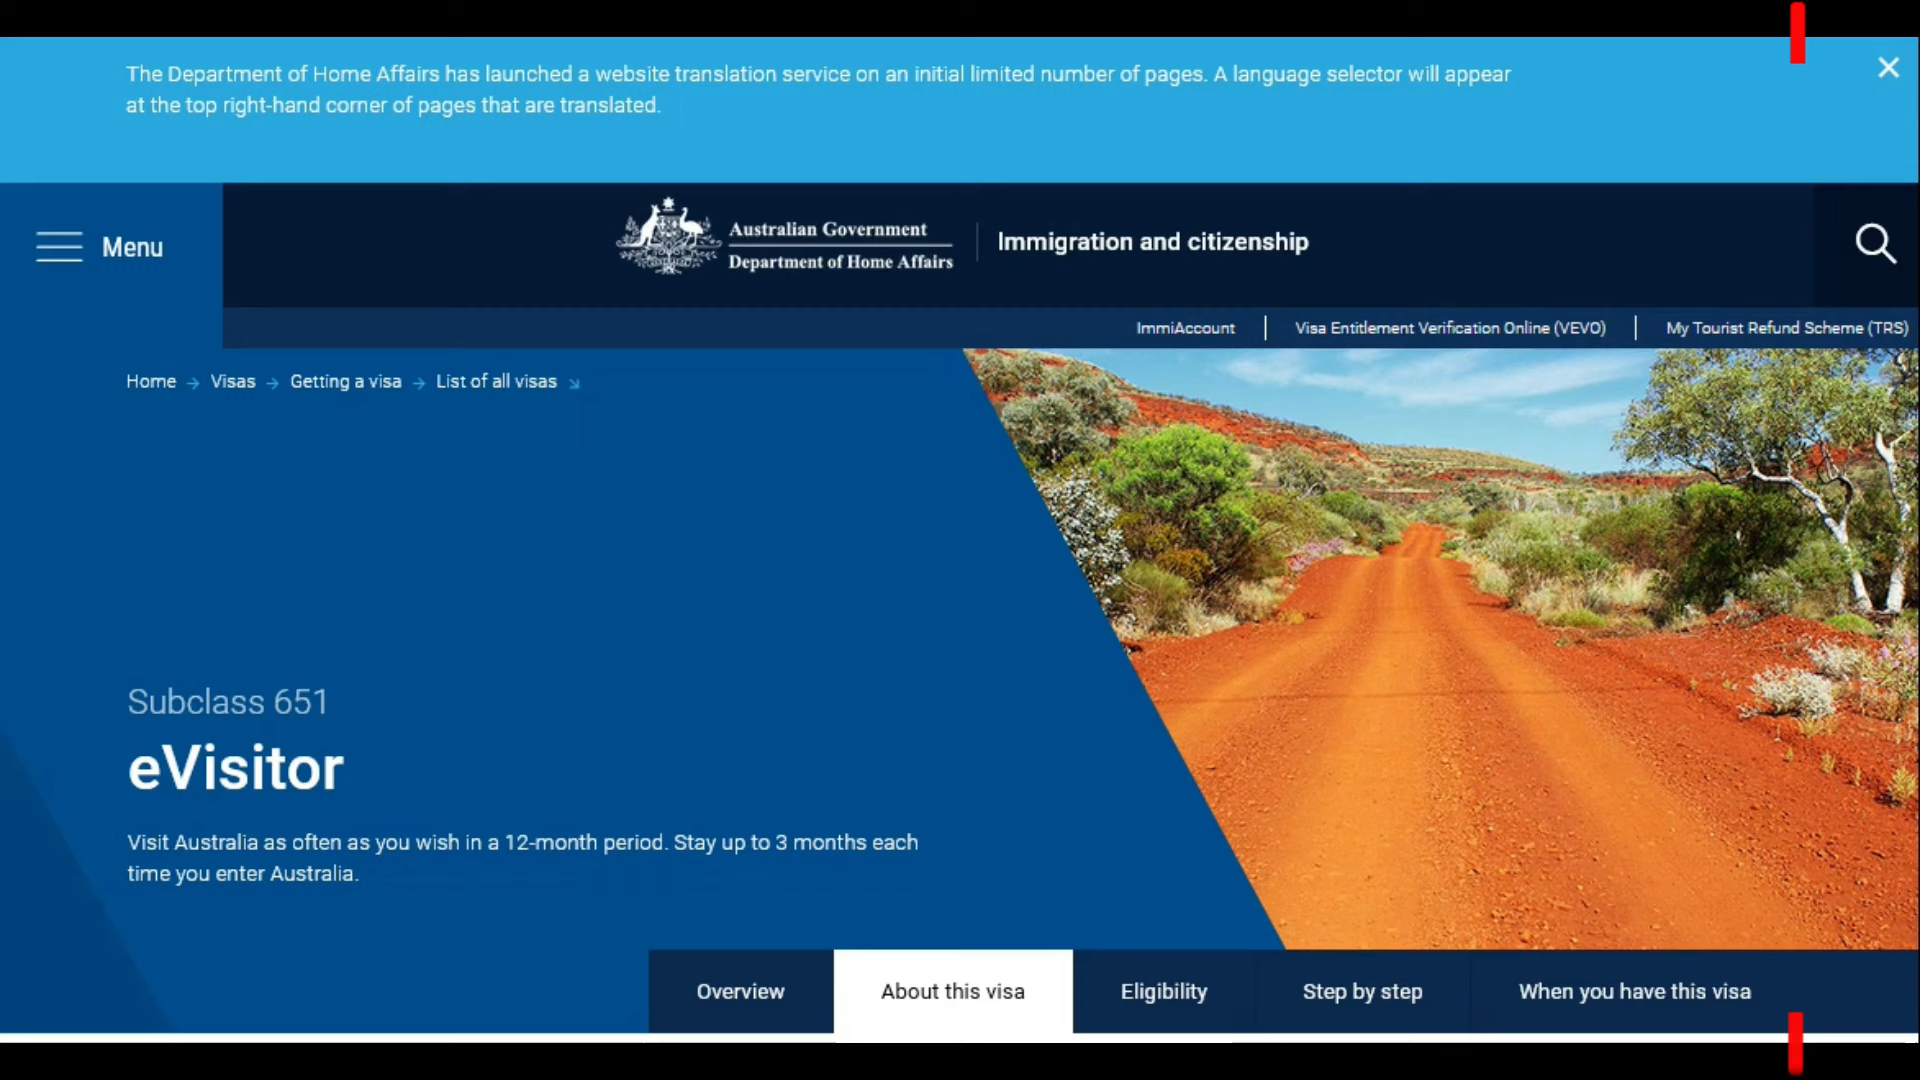 The Department of Home Affairs has launched a website translation service on an initial limited number of pages. A language selector will appear
at the top right-hand corner of pages that are translated.
Menu
Australian Government
Department of Home Affairs
Immigration and citizenship
ImmiAccount
Visa Entitlement Verification Online (VEVO)
My Tourist Refund Scheme (TRS)
Home → Visas → Getting a visa → List of all visas
Subclass 651
eVisitor
Visit Australia as often as you wish in a 12-month period. Stay up to 3 months each
time you enter Australia.
Overview
About this visa
Eligibility
Step by step
When you have this visa